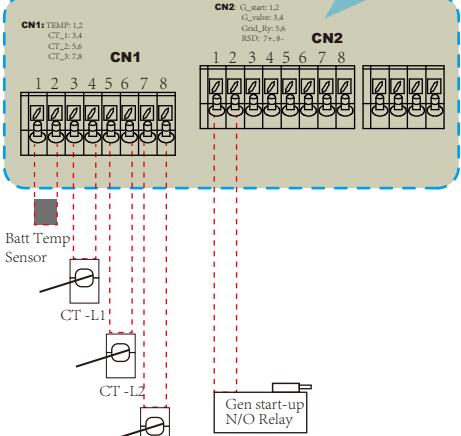 CN1: TEMP: 1,2
CT_1: 3,4
CT_2: 5,6
CT_3: 7,8
CN1
1 2 3 4 5 6 7 8
CN2: G_start: 1,2
G_valve: 3,4
Grid_Ry: 5,6
RSD: 7+, 8-
CN2
1 2 3 4 5 6 7 8
Batt Temp
Sensor
CT -L1
CT -L2
Gen start-up
N/O Relay